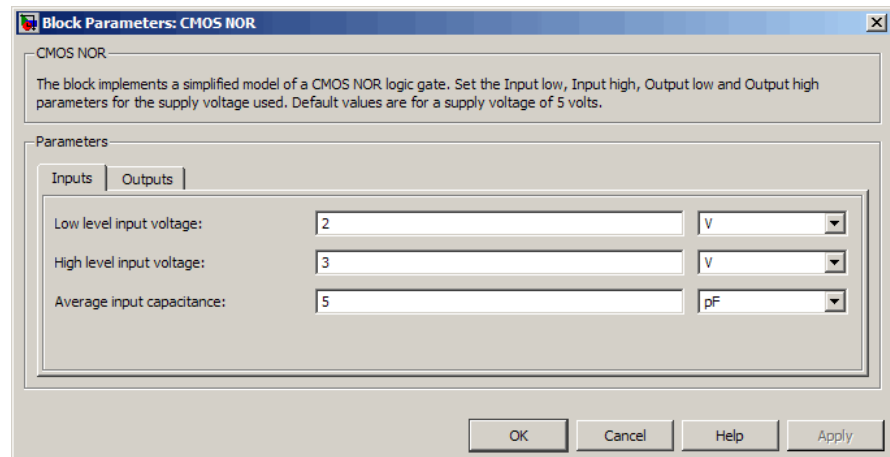 Block Parameters: CMOS NOR
CMOS NOR
The block implements a simplified model of a CMOS NOR logic gate. Set the Input low, Input high, Output low and Output high
parameters for the supply voltage used. Default values are for a supply voltage of 5 volts.
Parameters
Inputs Outputs
Low level input voltage: 2 V
High level input voltage: 3 V
Average input capacitance: 5 pF
OK Cancel Help Apply